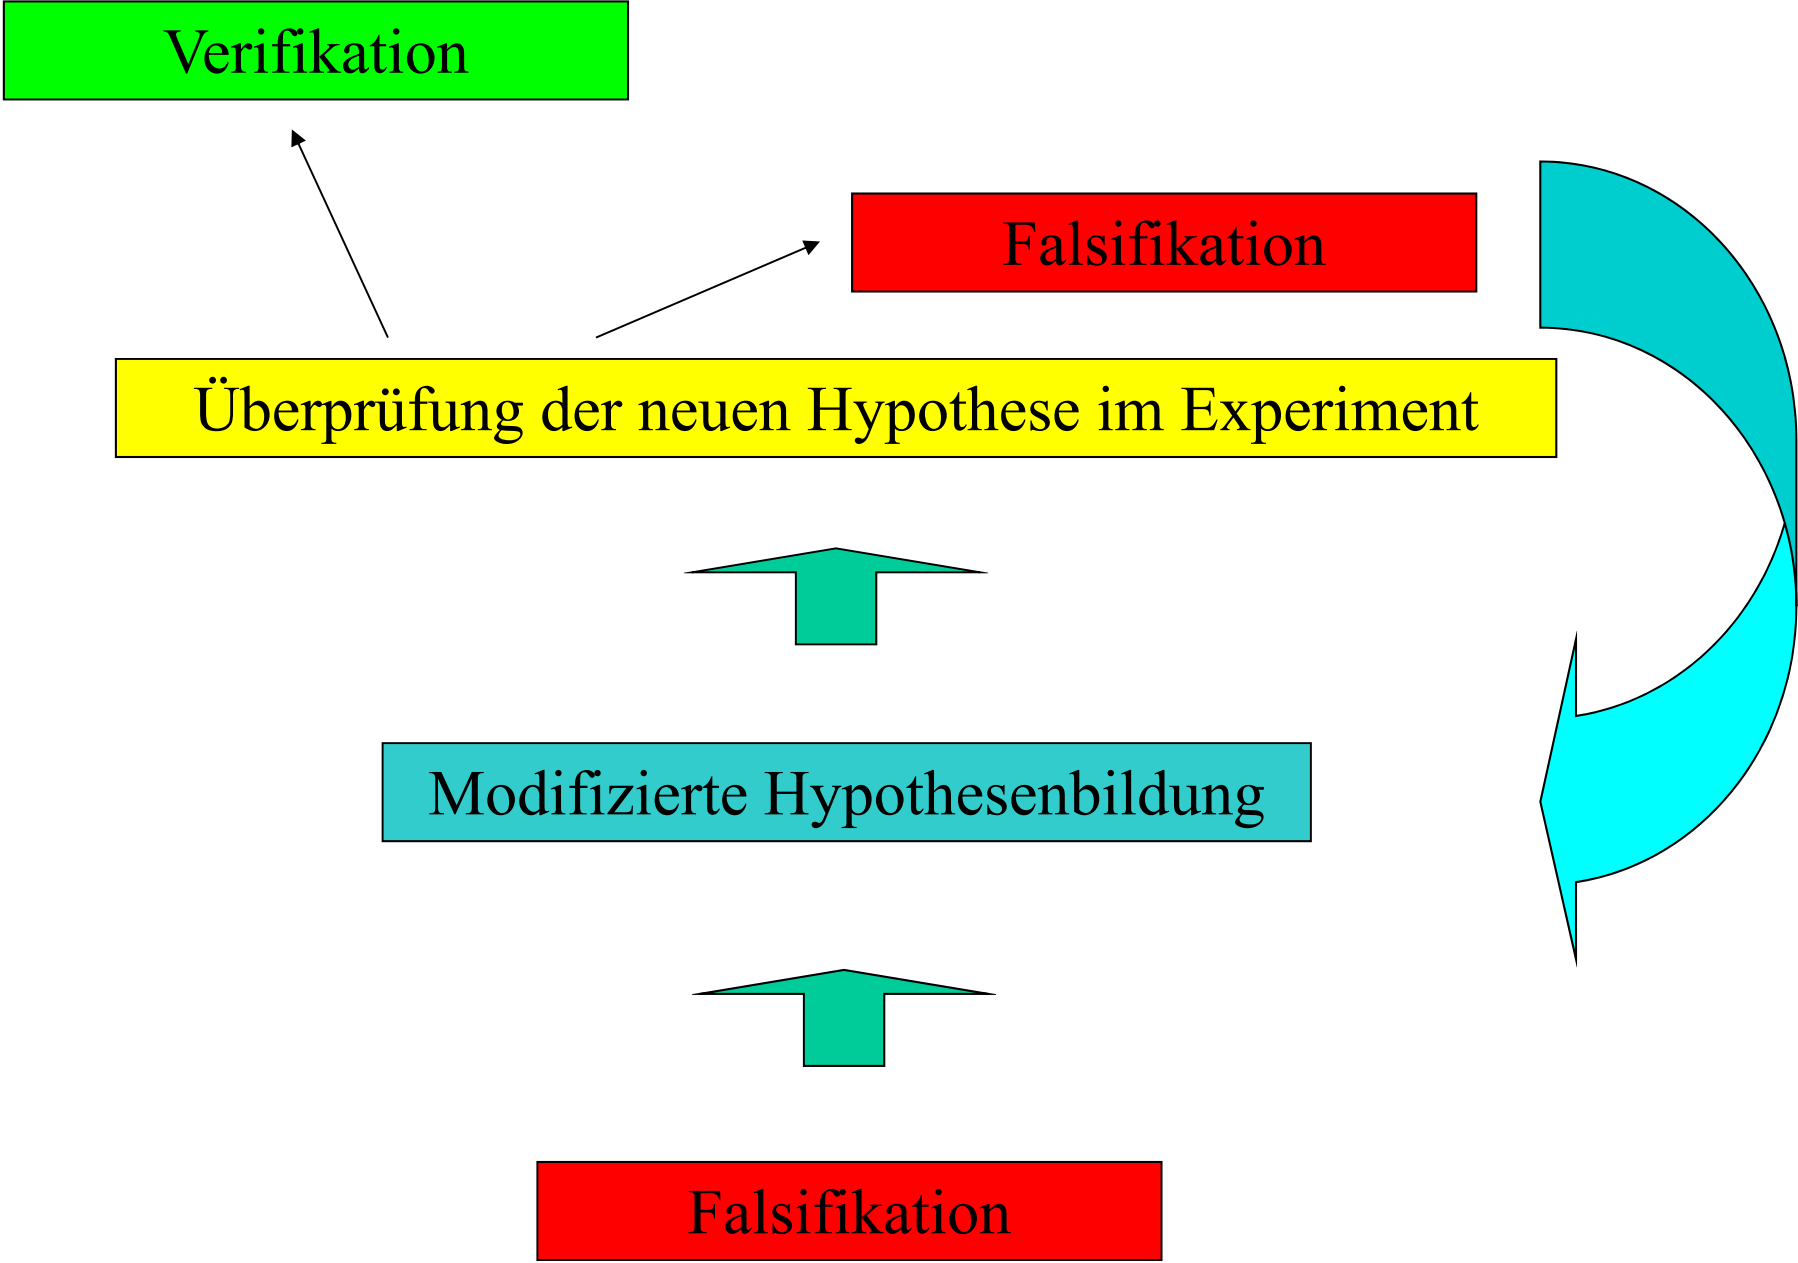 Verifikation
Falsifikation
Überprüfung der neuen Hypothese im Experiment
Modifizierte Hypothesenbildung
Falsifikation